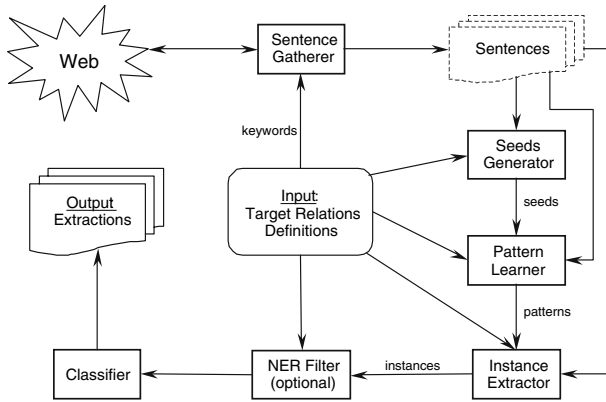 Web
Sentence
Gatherer
Sentences
keywords
Seeds
Generator
Output
Extractions
Input:
Target Relations
Definitions
seeds
Pattern
Learner
patterns
Classifier
NER Filter
(optional)
instances
Instance
Extractor